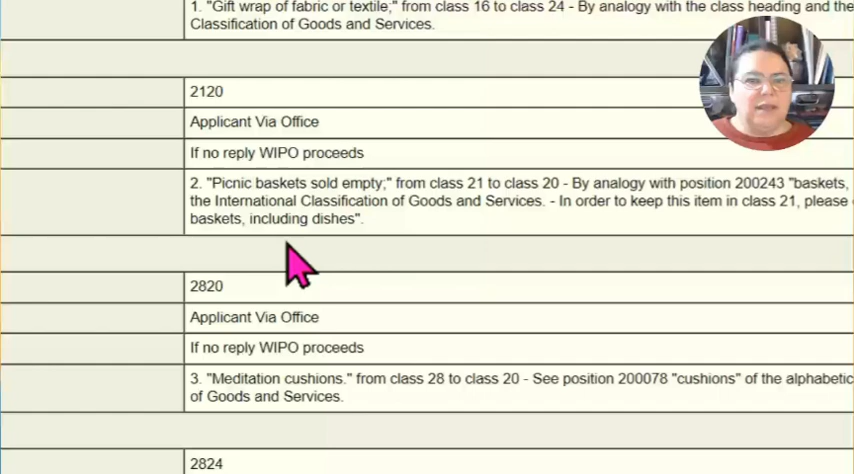 1. "Gift wrap of fabric or textile;" from class 16 to class 24 - By analogy with the class heading and the
Classification of Goods and Services.
2120
Applicant Via Office
If no reply WIPO proceeds
2. "Picnic baskets sold empty;" from class 21 to class 20 - By analogy with position 200243 "baskets,
the International Classification of Goods and Services. - In order to keep this item in class 21, please
baskets, including dishes".
2820
Applicant Via Office
If no reply WIPO proceeds
3. "Meditation cushions." from class 28 to class 20 - See position 200078 "cushions" of the alphabetic
of Goods and Services.
2824